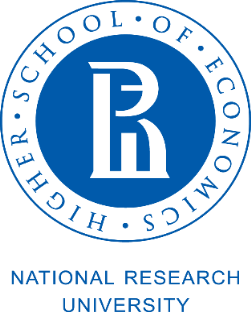 HIGHER · SCHOOL · OF · ECONOMICS ·
NATIONAL RESEARCH
UNIVERSITY